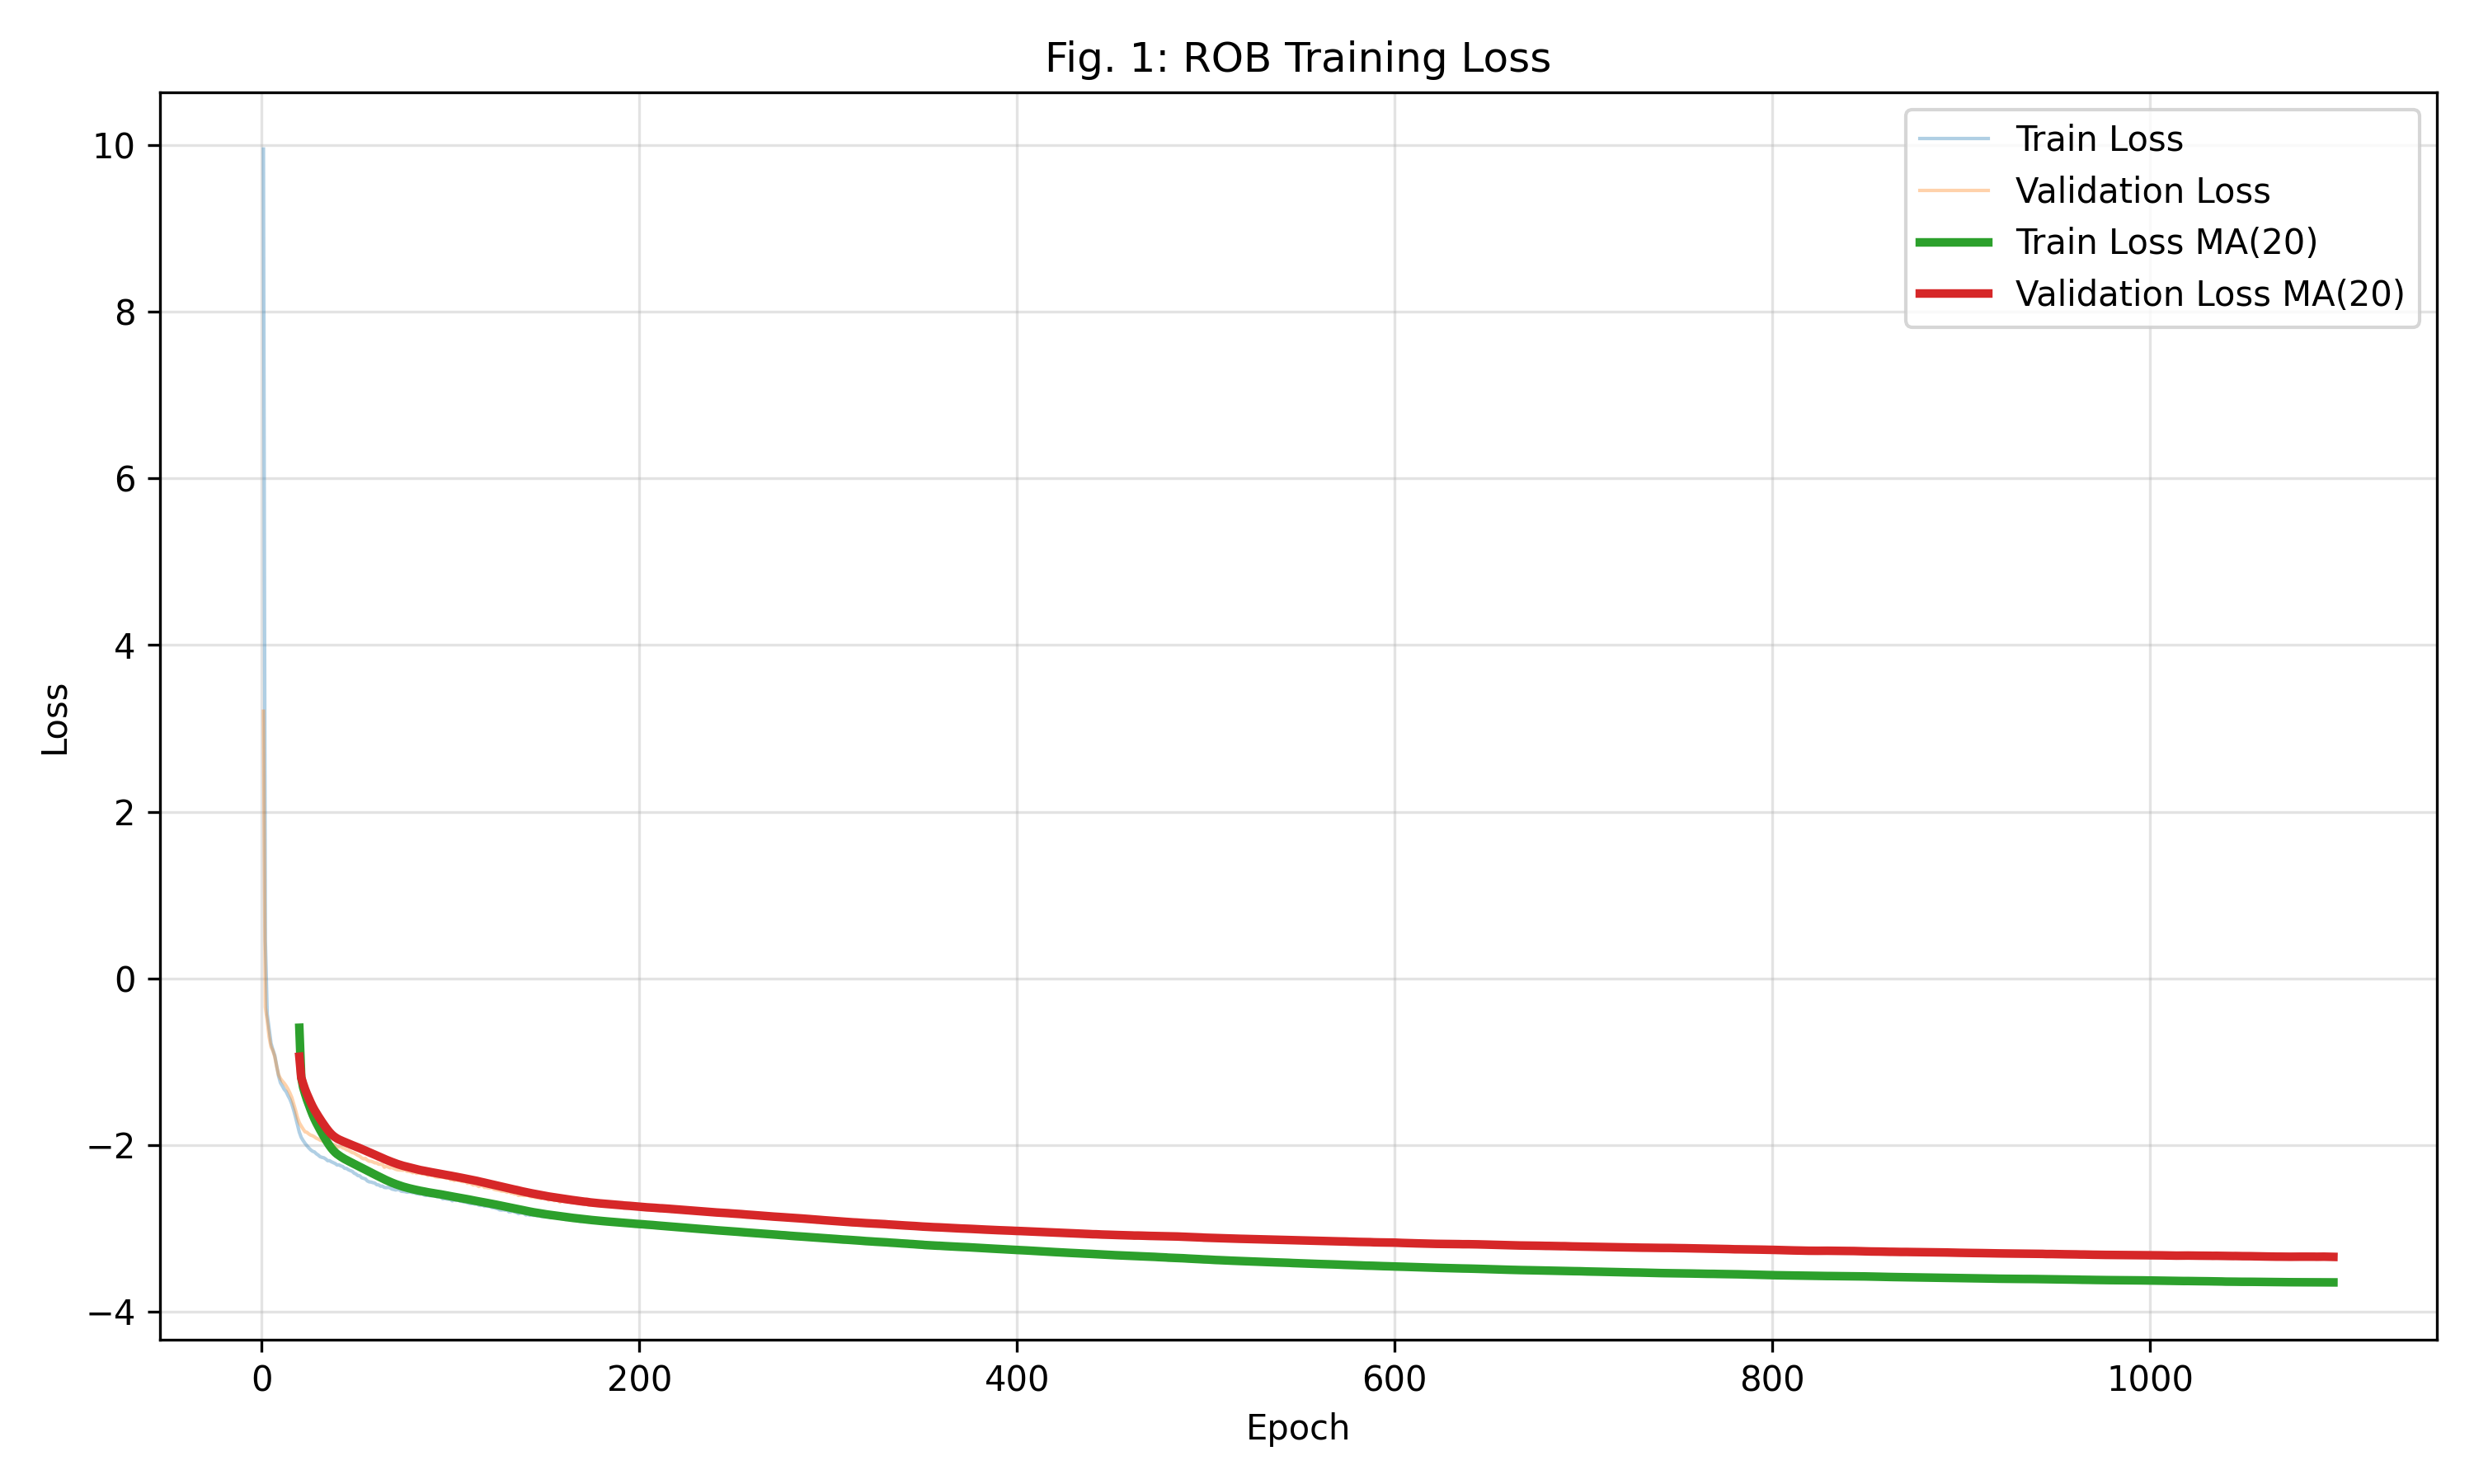 Fig. 1: ROB Training Loss
Train Loss
Validation Loss
Train Loss MA(20)
Validation Loss MA(20)
10
8
6
4
2
0
−2
−4
Loss
0 200 400 600 800 1000
Epoch